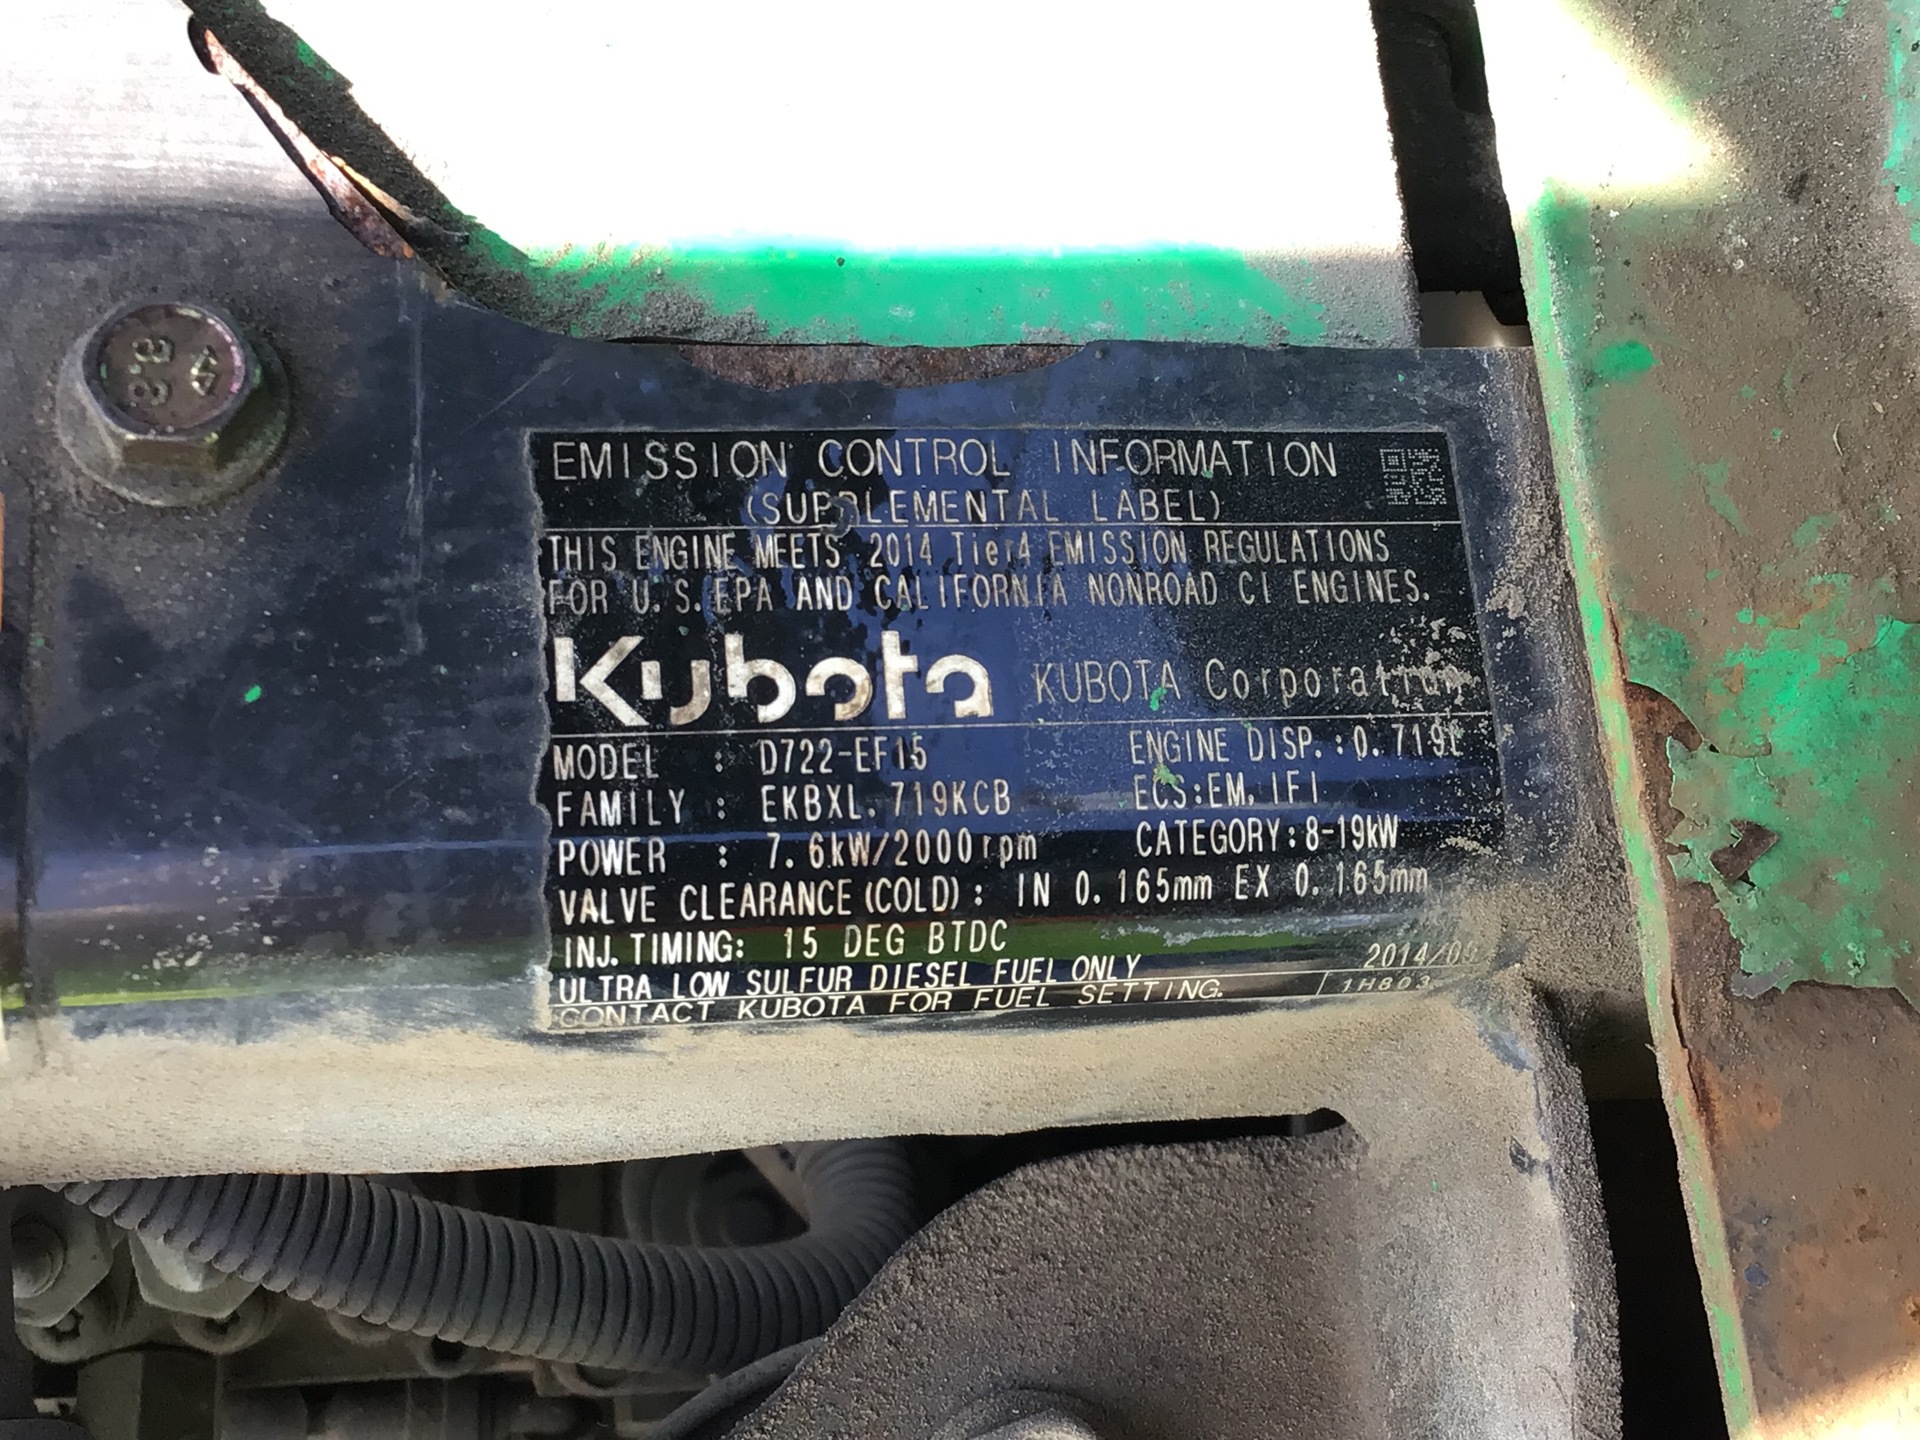 8.8
EMISSION CONTROL INFORMATION
(SUPPLEMENTAL LABEL)
THIS ENGINE MEETS 2014 Tier4 EMISSION REGULATIONS
FOR U.S. EPA AND CALIFORNIA NONROAD CI ENGINES.
Kubota KUBOTA Corporation
MODEL : D722-EF15 ENGINE DISP.:0.719L
FAMILY : EKBXL.719KCB ECS:EM, IFI
POWER : 7.6kW/2000rpm CATEGORY:8-19kW
VALVE CLEARANCE(COLD): IN 0.165mm EX 0.165mm
INJ.TIMING: 15 DEG BTDC
ULTRA LOW SULFUR DIESEL FUEL ONLY
CONTACT KUBOTA FOR FUEL SETTING.